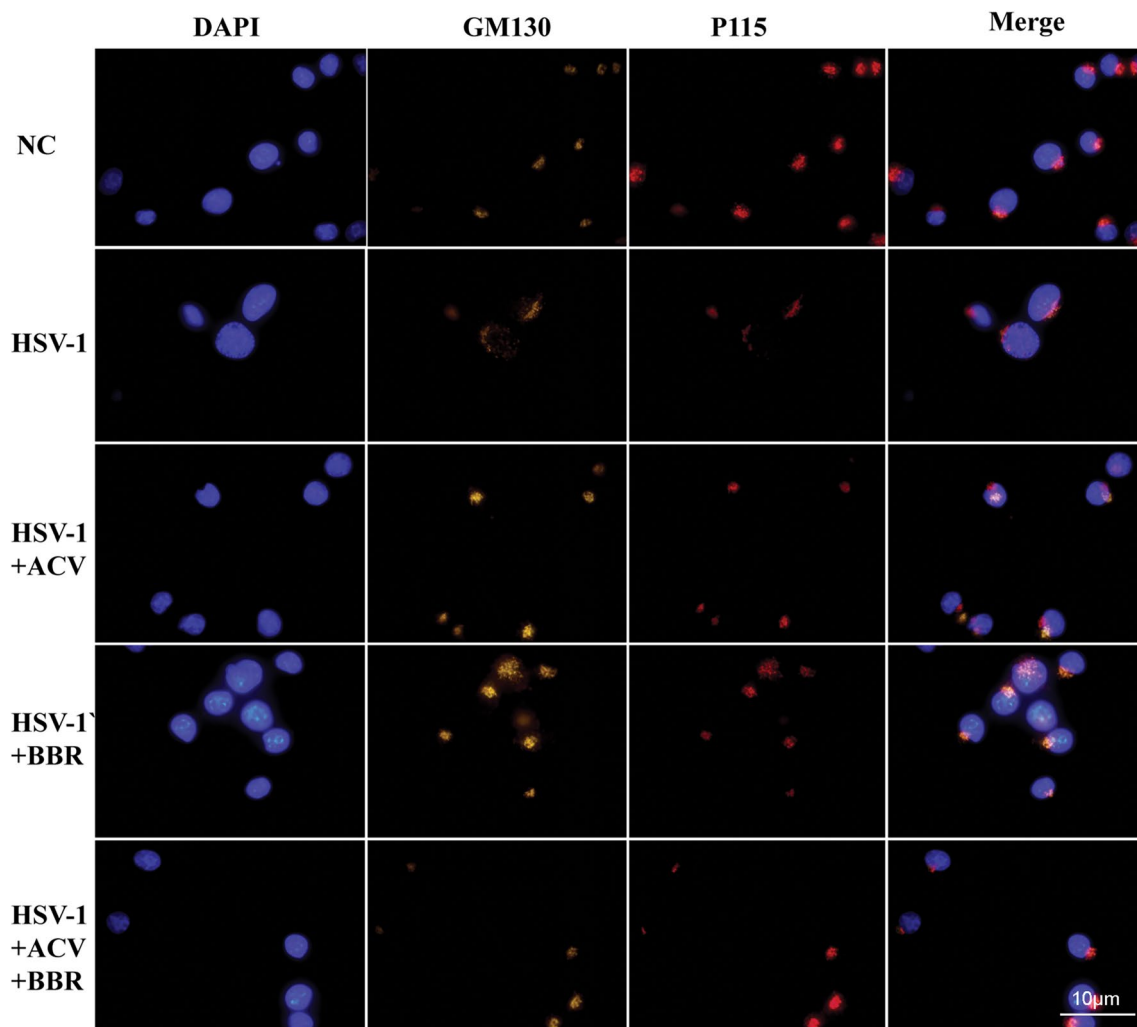 DAPI GM130 P115 Merge
NC
HSV-1
HSV-1
+ACV
HSV-1`
+BBR
HSV-1
+ACV
+BBR
10μm